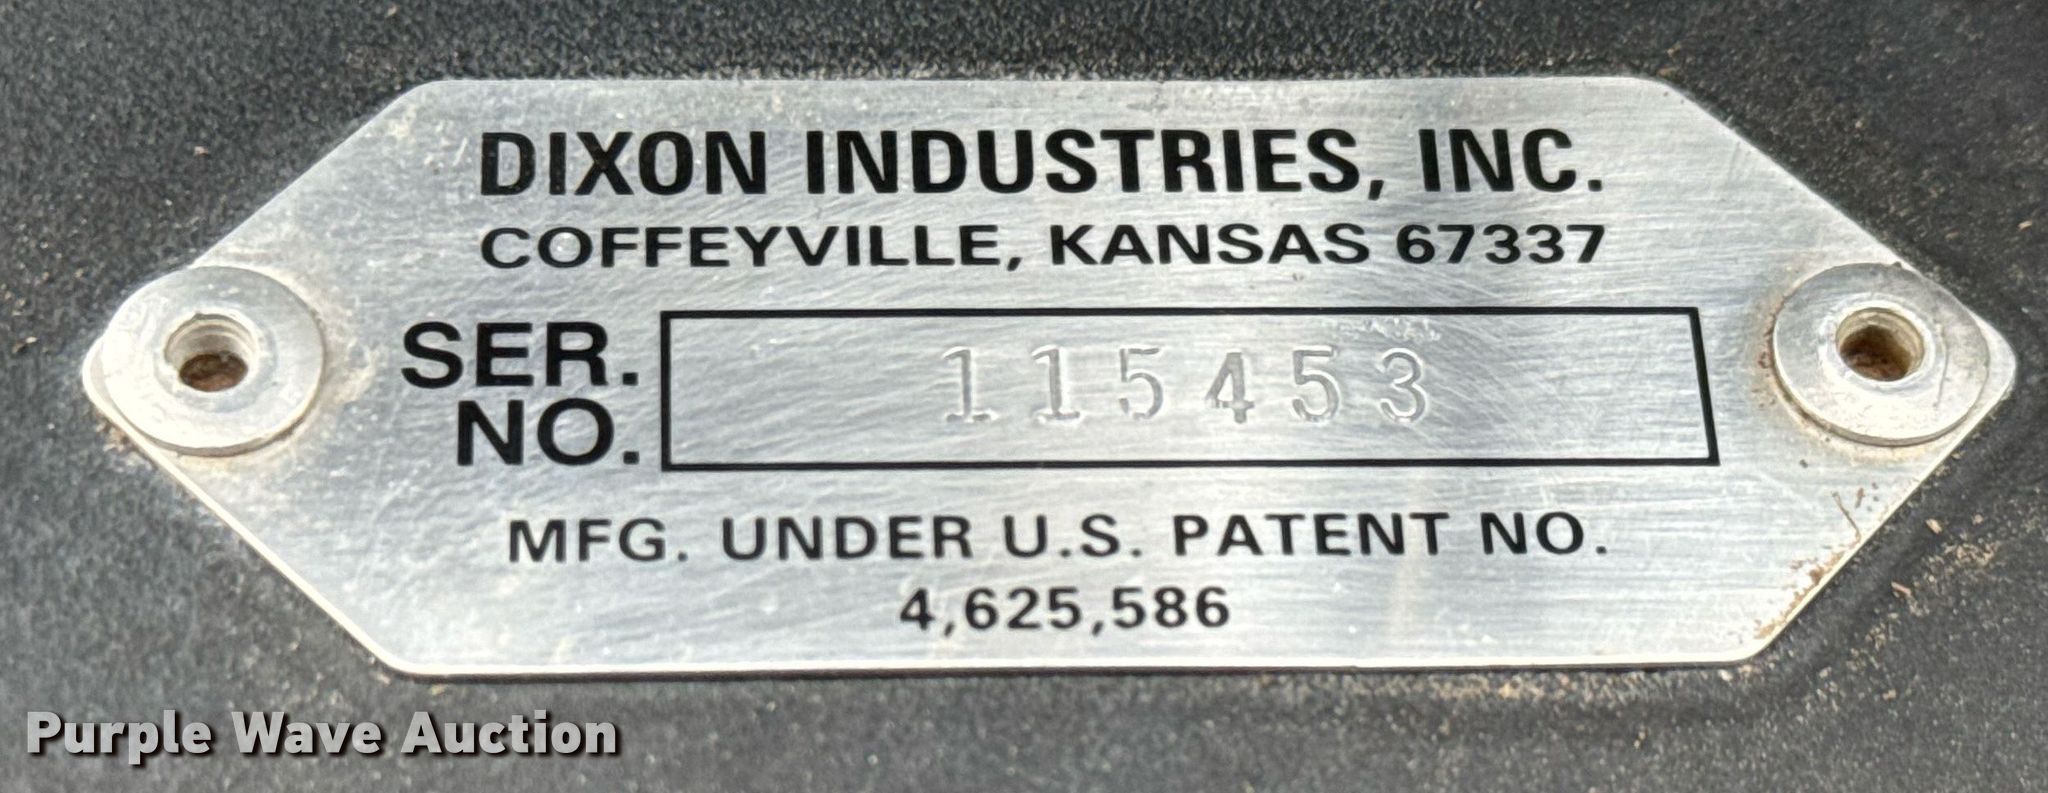 DIXON INDUSTRIES, INC.
COFFEYVILLE, KANSAS 67337
SER.
NO.
115453
MFG. UNDER U.S. PATENT NO.
4,625,586
Purple Wave Auction